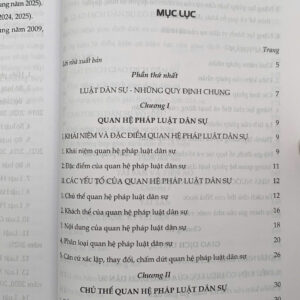 ung năm 2025).
2025),
năm 2009,
MỤC LỤC
Trang
Lời nhà xuất bản 5
Phần thứ nhất
LUẬT DÂN SỰ - NHỮNG QUY ĐỊNH CHUNG 7
Chương I
QUAN HỆ PHÁP LUẬT DÂN SỰ 9
I. KHÁI NIỆM VÀ ĐẶC ĐIỂM QUAN HỆ PHÁP LUẬT DÂN SỰ 9
1. Khái niệm quan hệ pháp luật dân sự 9
2. Đặc điểm của quan hệ pháp luật dân sự 11
II. CÁC YẾU TỐ CỦA QUAN HỆ PHÁP LUẬT DÂN SỰ 12
1. Chủ thể quan hệ pháp luật dân sự 12
2. Khách thể của quan hệ pháp luật dân sự 16
3. Nội dung của quan hệ pháp luật dân sự 18
4. Phân loại quan hệ pháp luật dân sự 20
5. Căn cứ xác lập, thay đổi, chấm dứt quan hệ pháp luật dân sự 26
Chương II
CHỦ THỂ QUAN HỆ PHÁP LUẬT DÂN SỰ 30
30